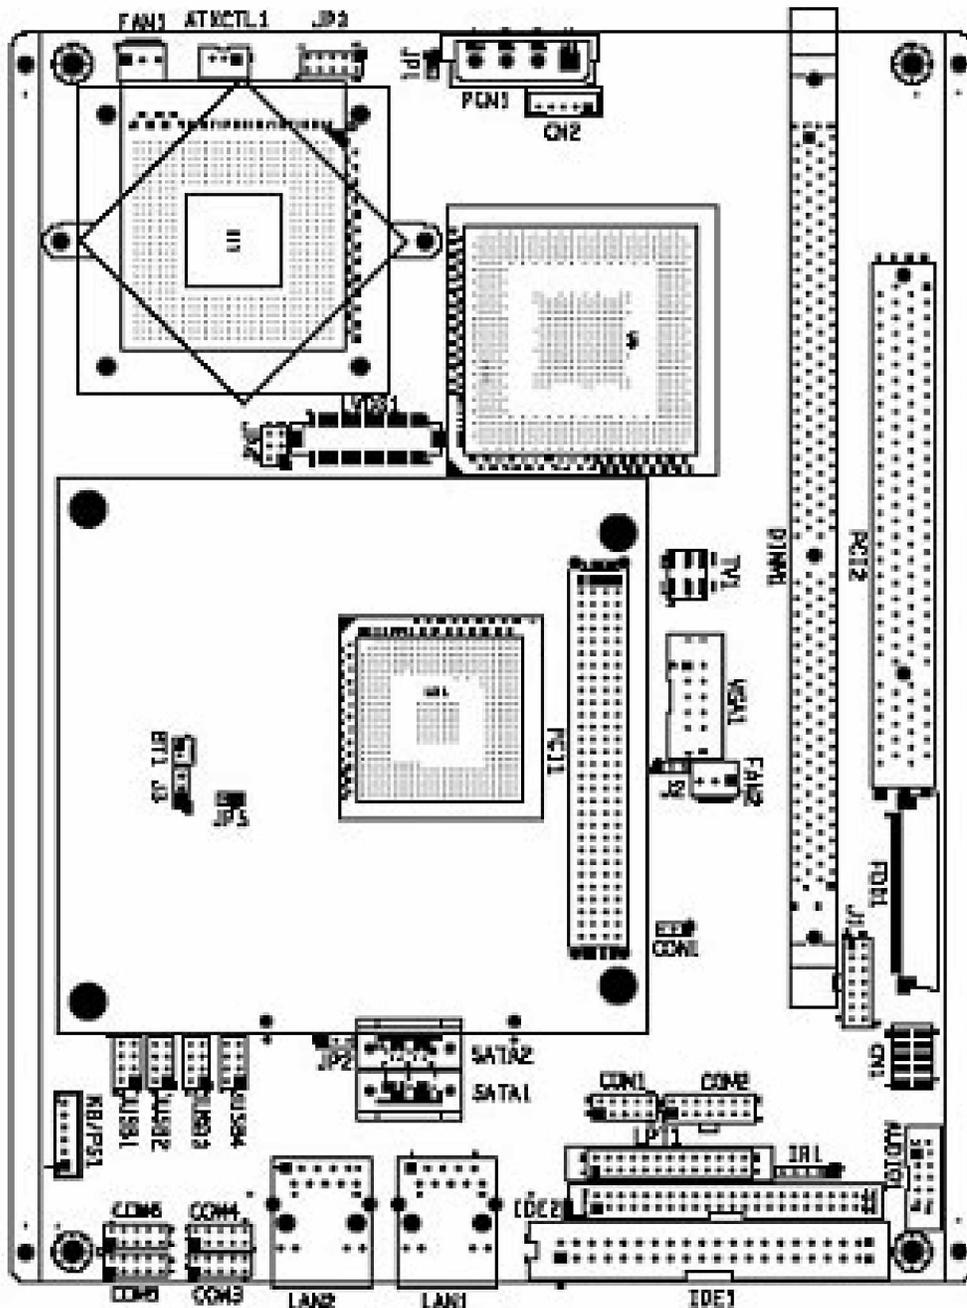 FAN1 ATXCTL1 JP3
JP1
PCN1
CN2
U1
LVDS1
DIMM1
PCI2
TV1
VGA1
PCI1
BT1 J3
JP5
FAN2
FDD1
CON1
JP2
SATA2
SATA1
CN1
USB1
USB2
USB3
USB4
KB/PS1
COM1 COM2
LPT1
IR1
AUDIO1
IDE2
COM6 COM4
COM5 COM3
LAN2 LAN1 IDE1